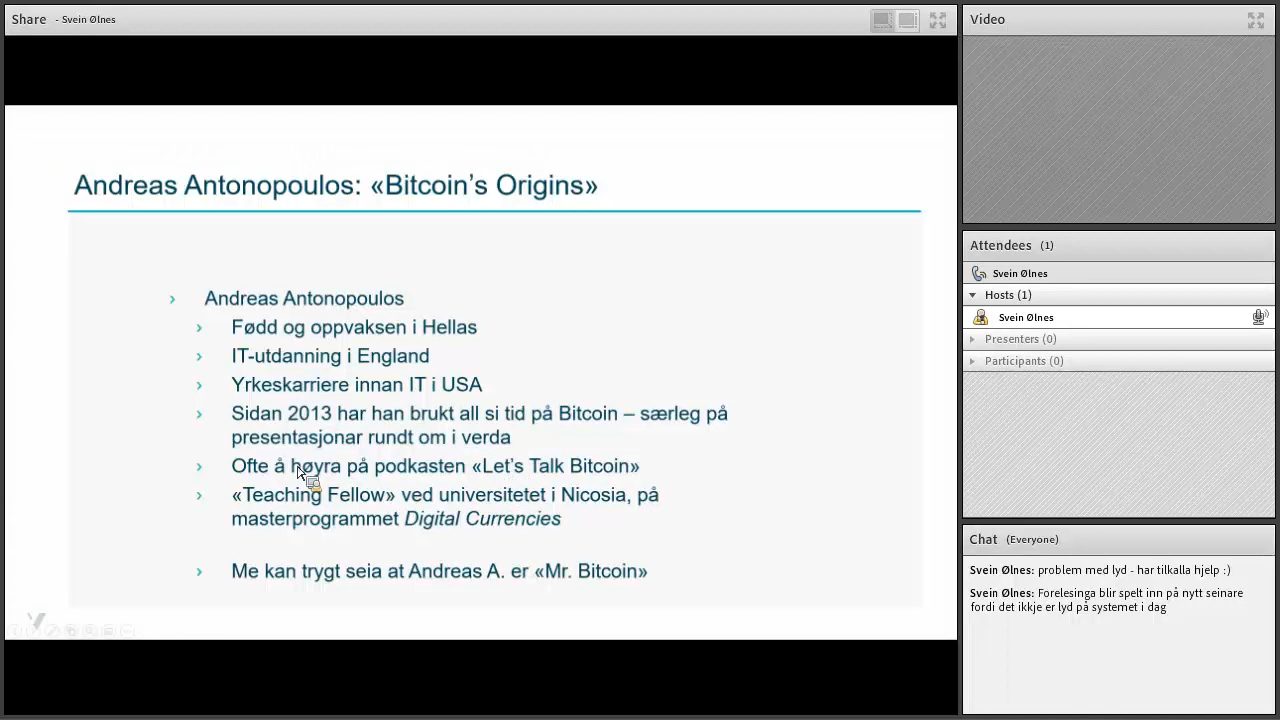 Share - Svein Ølnes
Andreas Antonopoulos: «Bitcoin's Origins»
› Andreas Antonopoulos
› Fødd og oppvaksen i Hellas
› IT-utdanning i England
› Yrkeskarriere innan IT i USA
› Sidan 2013 har han brukt all si tid på Bitcoin – særleg på
presentasjonar rundt om i verda
› Ofte å høyra på podkasten «Let's Talk Bitcoin»
› «Teaching Fellow» ved universitetet i Nicosia, på
masterprogrammet Digital Currencies
› Me kan trygt seia at Andreas A. er «Mr. Bitcoin»
Video
Attendees (1)
Svein Ølnes
Hosts (1)
Svein Ølnes
Presenters (0)
Participants (0)
Chat (Everyone)
Svein Ølnes: problem med lyd - har tilkalla hjelp :)
Svein Ølnes: Forelesinga blir spelt inn på nytt seinare
fordi det ikkje er lyd på systemet i dag